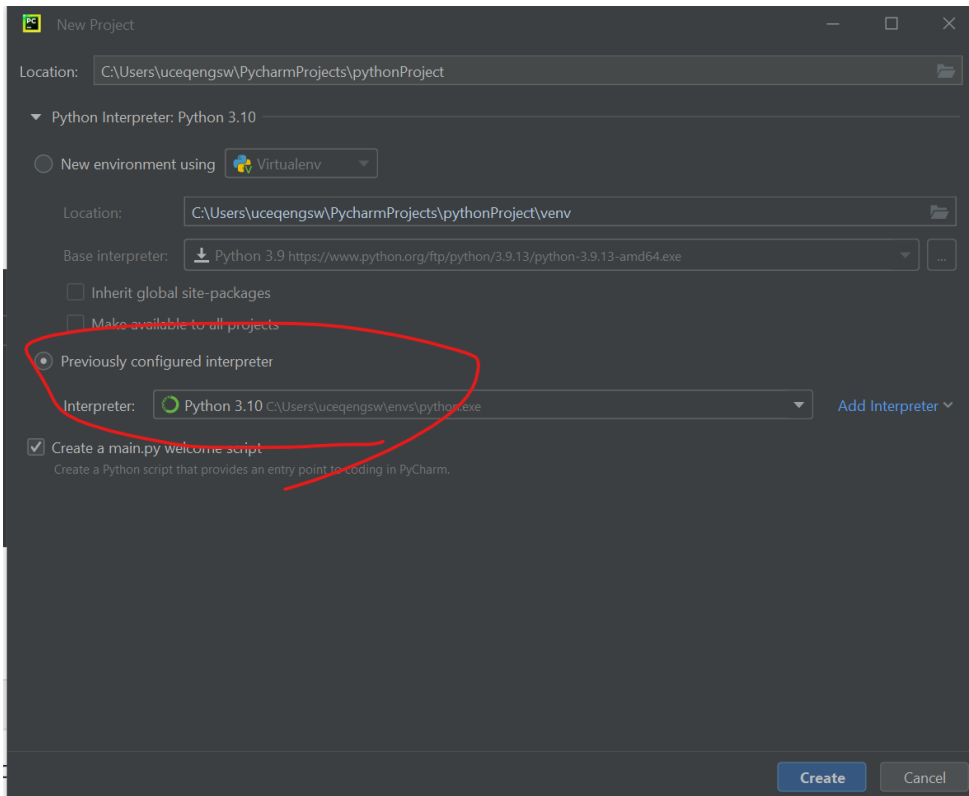 PC
New Project
Location: C:\Users\uceqengsw\PycharmProjects\pythonProject
Python Interpreter: Python 3.10
New environment using Virtualenv
Location: C:\Users\uceqengsw\PycharmProjects\pythonProject\venv
Base interpreter: Python 3.9 https://www.python.org/ftp/python/3.9.13/python-3.9.13-amd64.exe ...
Inherit global site-packages
Make available to all projects
Previously configured interpreter
Interpreter: Python 3.10 C:\Users\uceqengsw\envs\python.exe Add Interpreter
Create a main.py welcome script
Create a Python script that provides an entry point to coding in PyCharm.
Create Cancel